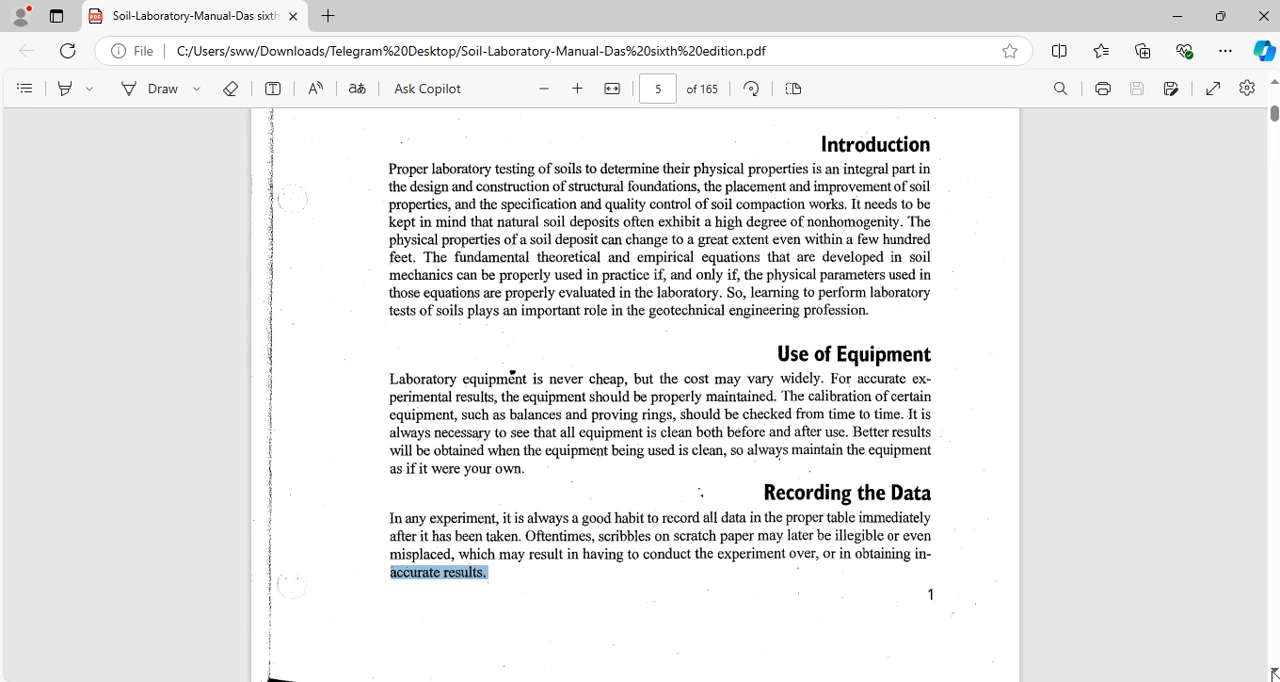 Soil-Laboratory-Manual-Das sixth
File
C:/Users/sww/Downloads/Telegram%20Desktop/Soil-Laboratory-Manual-Das%20sixth%20edition.pdf
Draw
Ask Copilot
5 of 165
Introduction
Proper laboratory testing of soils to determine their physical properties is an integral part in
the design and construction of structural foundations, the placement and improvement of soil
properties, and the specification and quality control of soil compaction works. It needs to be
kept in mind that natural soil deposits often exhibit a high degree of nonhomogenity. The
physical properties of a soil deposit can change to a great extent even within a few hundred
feet. The fundamental theoretical and empirical equations that are developed in soil
mechanics can be properly used in practice if, and only if, the physical parameters used in
those equations are properly evaluated in the laboratory. So, learning to perform laboratory
tests of soils plays an important role in the geotechnical engineering profession.
Use of Equipment
Laboratory equipment is never cheap, but the cost may vary widely. For accurate ex-
perimental results, the equipment should be properly maintained. The calibration of certain
equipment, such as balances and proving rings, should be checked from time to time. It is
always necessary to see that all equipment is clean both before and after use. Better results
will be obtained when the equipment being used is clean, so always maintain the equipment
as if it were your own.
Recording the Data
In any experiment, it is always a good habit to record all data in the proper table immediately
after it has been taken. Oftentimes, scribbles on scratch paper may later be illegible or even
misplaced, which may result in having to conduct the experiment over, or in obtaining in-
accurate results.
1